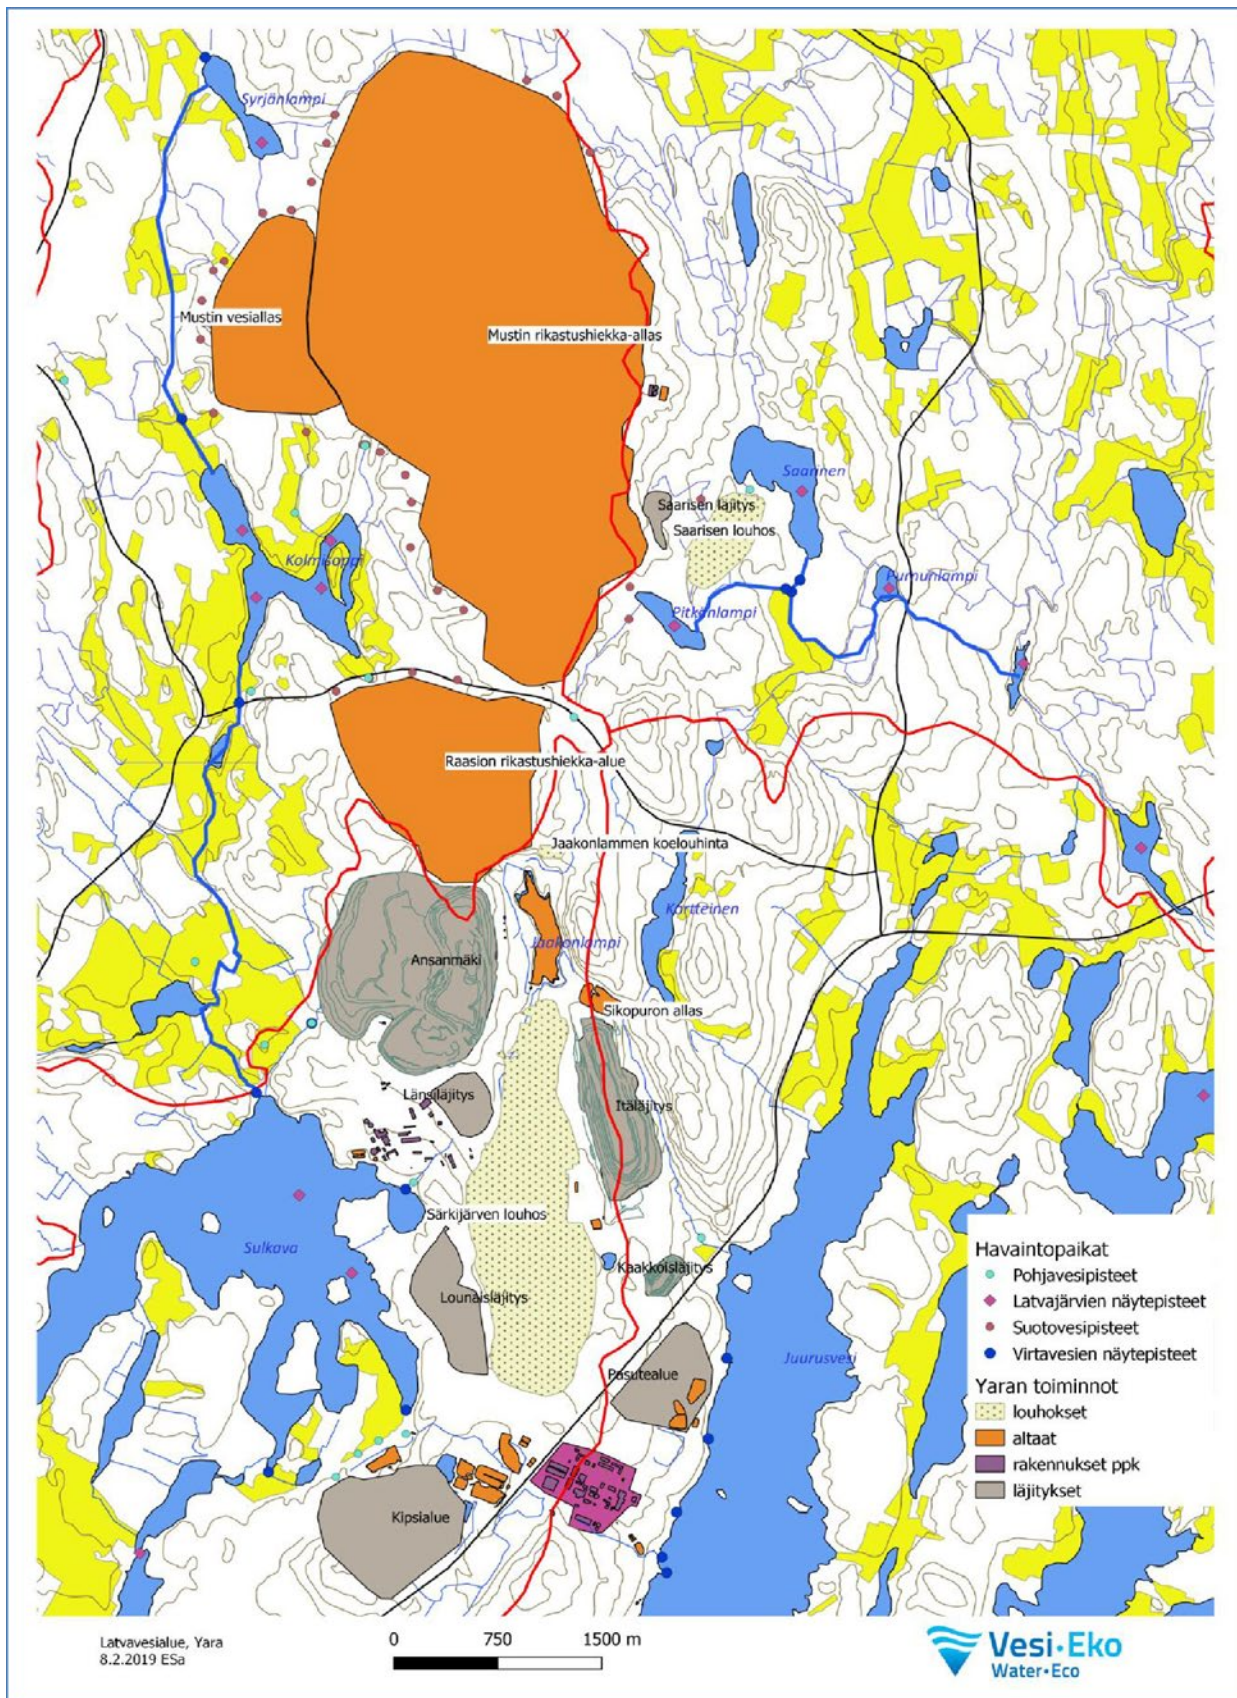 Syrjänlampi
Mustin vesiallas
Mustin rikastushiekka-allas
Saarinen
Saarisen läjitys
Saarisen louhos
Kolmisoppi
Pitkänlampi
Pumunlampi
Raasion rikastushiekka-alue
Jaakonlammen koelouhinta
Kortteinen
Jaakonlampi
Ansanmäki
Sikopuron allas
Länsiläjitys
Itäläjitys
Särkijärven louhos
Sulkava
Kaakkoisläjitys
Lounaisläjitys
Juurusvesi
Pasutealue
Kipsialue
Havaintopaikat
Pohjavesipisteet
Latvajärvien näytepisteet
Suotovesipisteet
Virtavesien näytepisteet
Yaran toiminnot
louhokset
altaat
rakennukset ppk
läjitykset
Latvavesialue, Yara
8.2.2019 ESa
0 750 1500 m
Vesi·Eko
Water·Eco